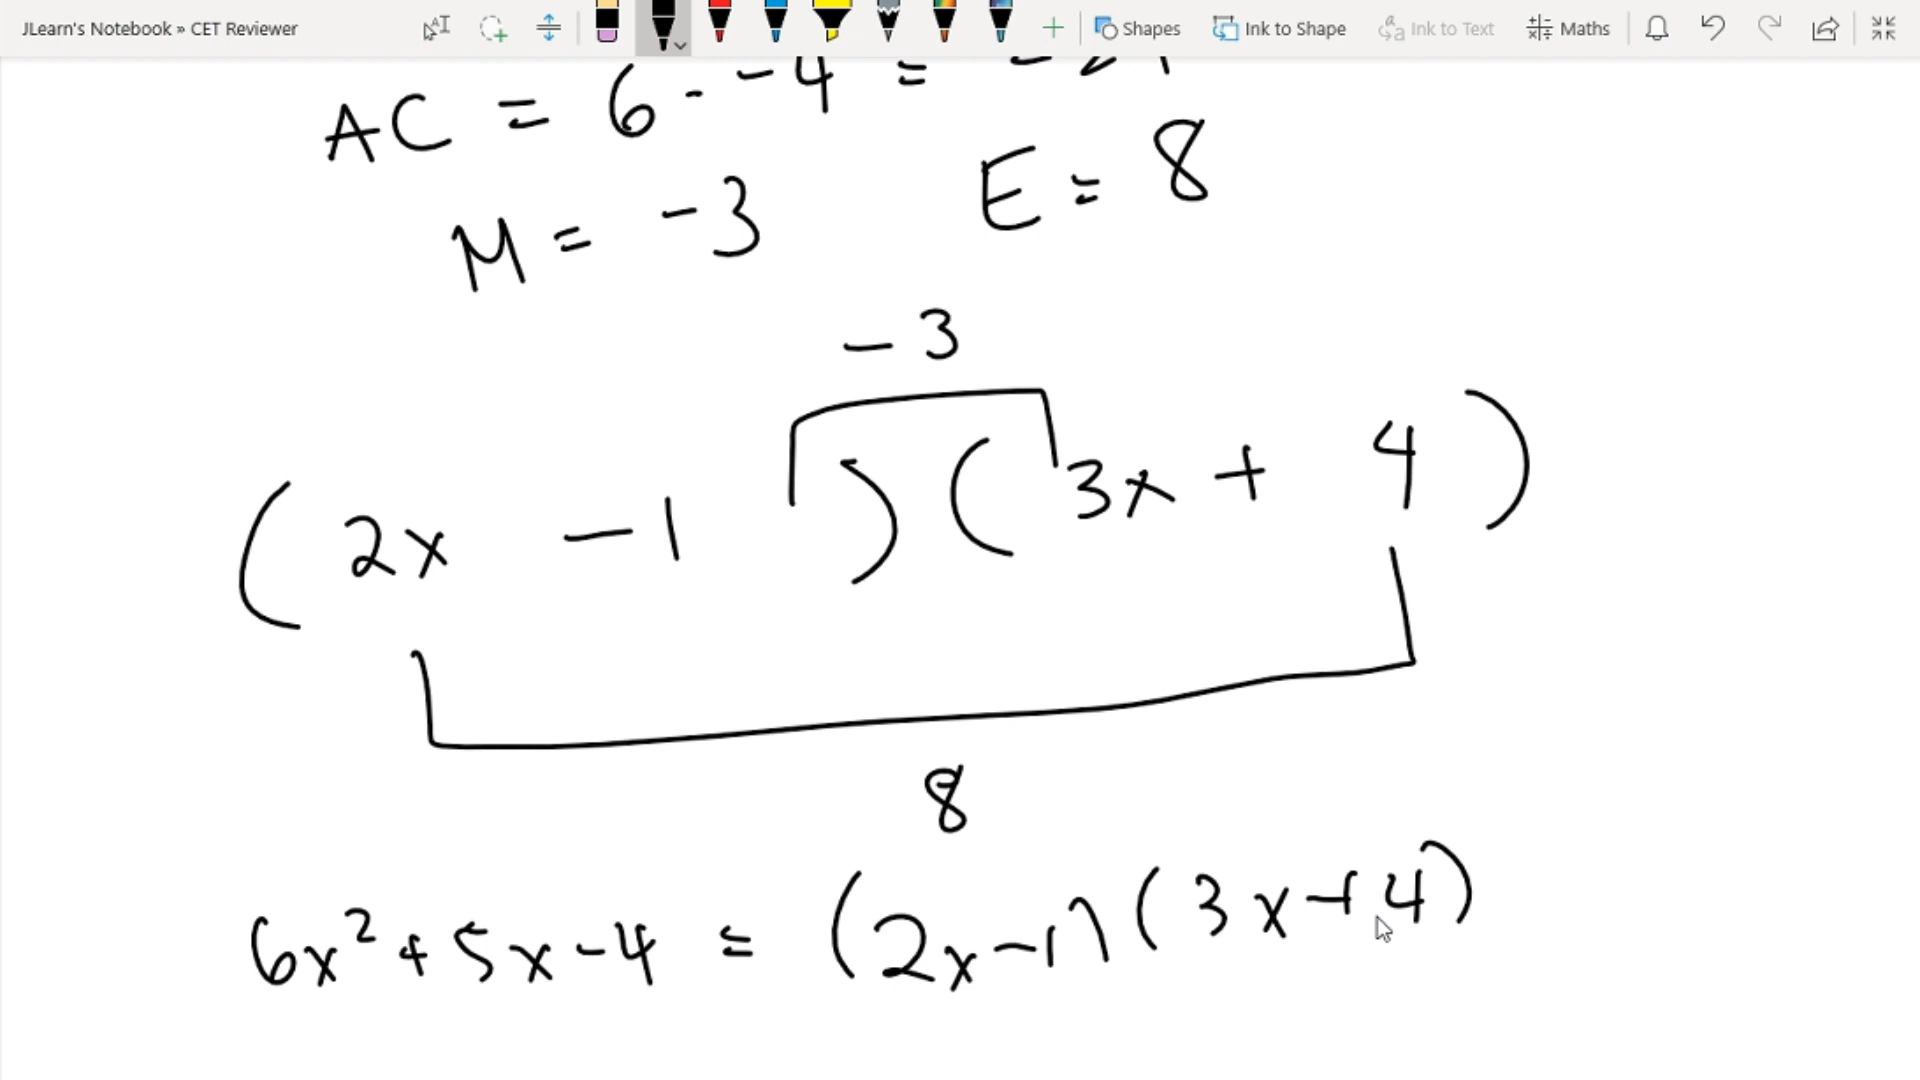 JLearn's Notebook » CET Reviewer Shapes Ink to Shape Ink to Text Maths
AC = 6 · -4 = -24
M = -3 E = 8
-3
(2x -1)(3x + 4)
8
6x² + 5x - 4 = (2x-1)(3x+4)